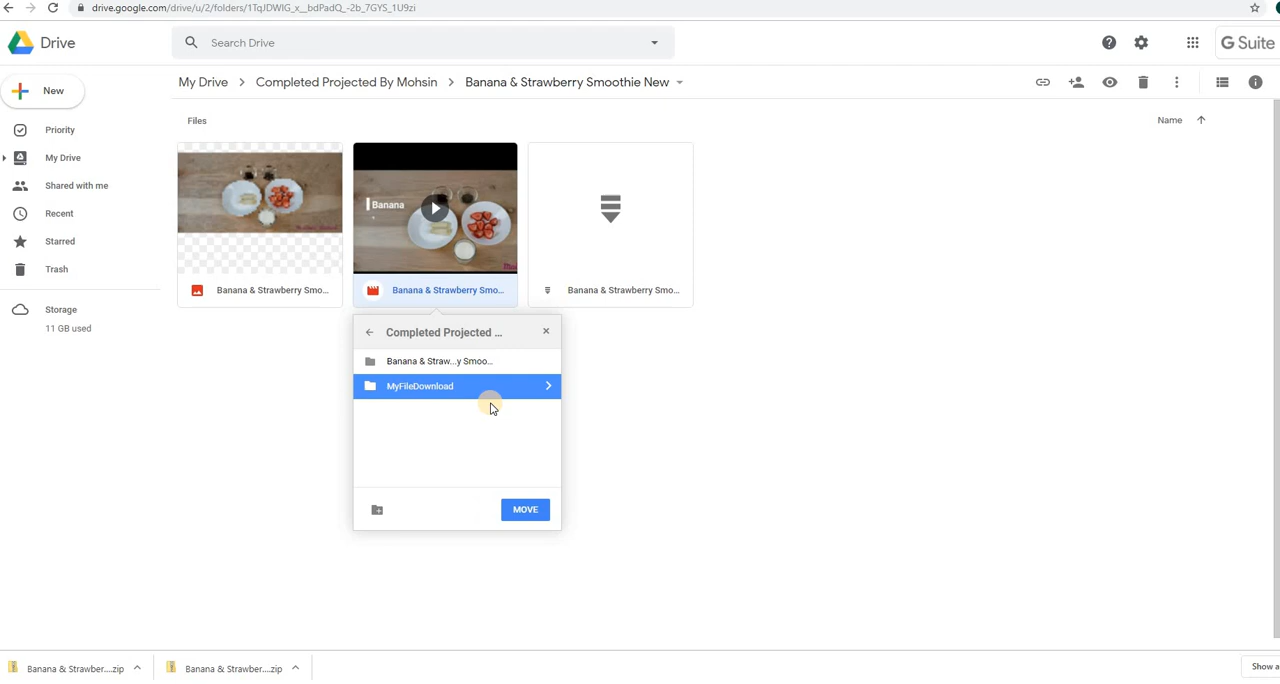 drive.google.com/drive/u/2/folders/1TqJDWIG_x__bdPadQ_-2b_7GYS_1U9zi
Drive
Search Drive
G Suite
New
My Drive > Completed Projected By Mohsin > Banana & Strawberry Smoothie New
Priority
My Drive
Shared with me
Recent
Starred
Trash
Storage
11 GB used
Files
Name
Banana
Banana & Strawberry Smo...
Banana & Strawberry Smo...
Banana & Strawberry Smo...
Completed Projected ...
Banana & Straw...y Smoo...
MyFileDownload
MOVE
Banana & Strawber....zip
Banana & Strawber....zip
Show a